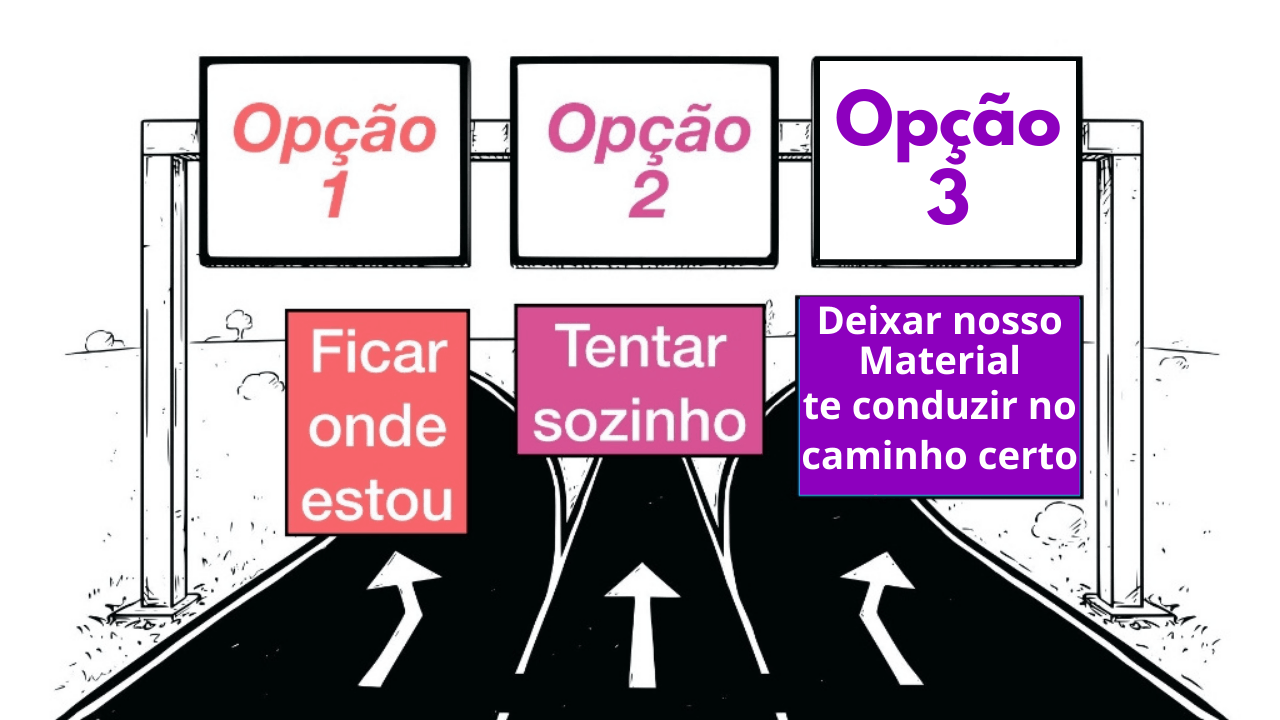 Opção
1
Opção
2
Opção
3
Ficar
onde
estou
Tentar
sozinho
Deixar nosso
Material
te conduzir no
caminho certo